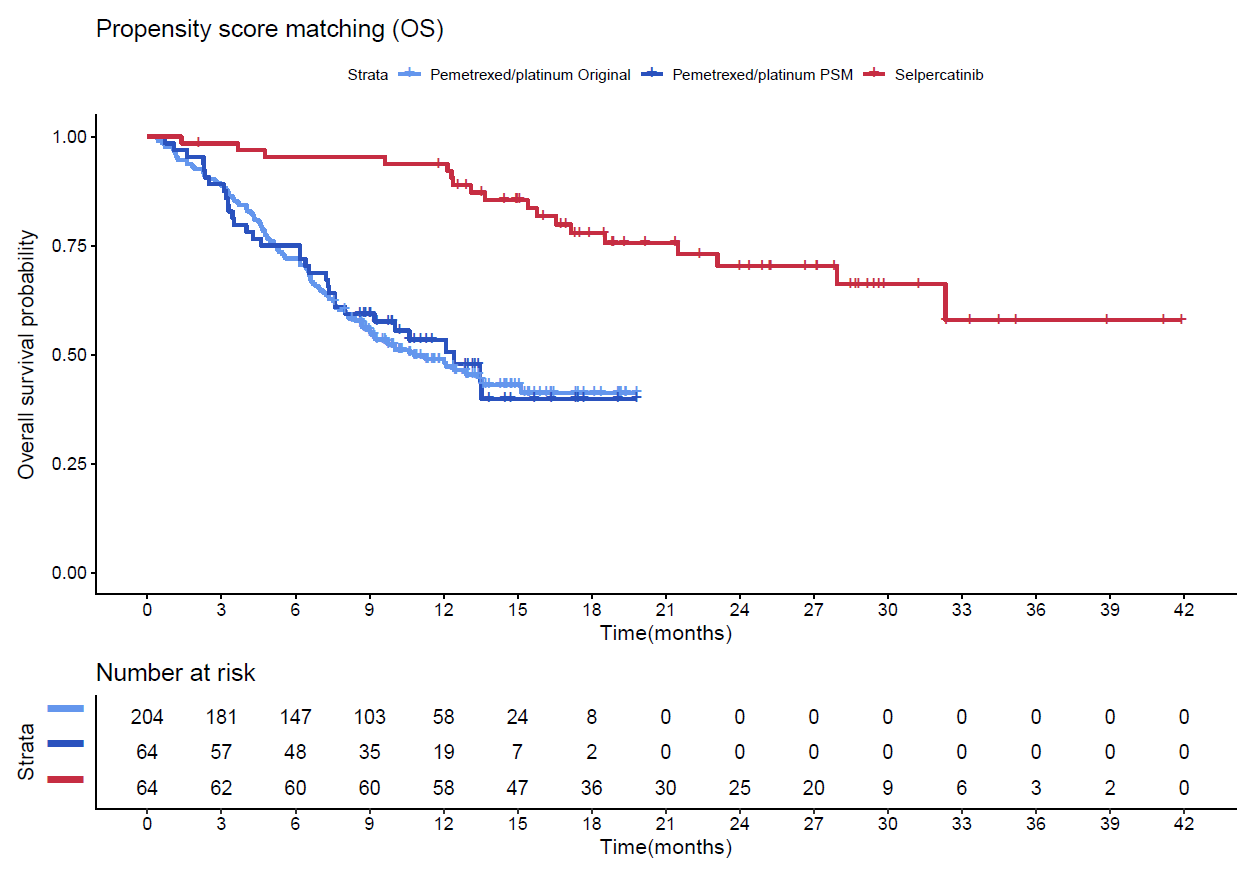 Propensity score matching (OS)
Strata Pemetrexed/platinum Original Pemetrexed/platinum PSM Selpercatinib
Overall survival probability
1.00
0.75
0.50
0.25
0.00
0 3 6 9 12 15 18 21 24 27 30 33 36 39 42
Time(months)
Number at risk
Strata
204 181 147 103 58 24 8 0 0 0 0 0 0 0 0
64 57 48 35 19 7 2 0 0 0 0 0 0 0 0
64 62 60 60 58 47 36 30 25 20 9 6 3 2 0
0 3 6 9 12 15 18 21 24 27 30 33 36 39 42
Time(months)